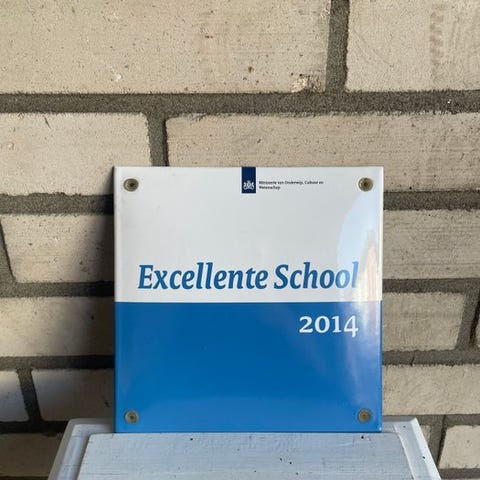 Ministerie van Onderwijs, Cultuur en
Wetenschap
Excellente School
2014